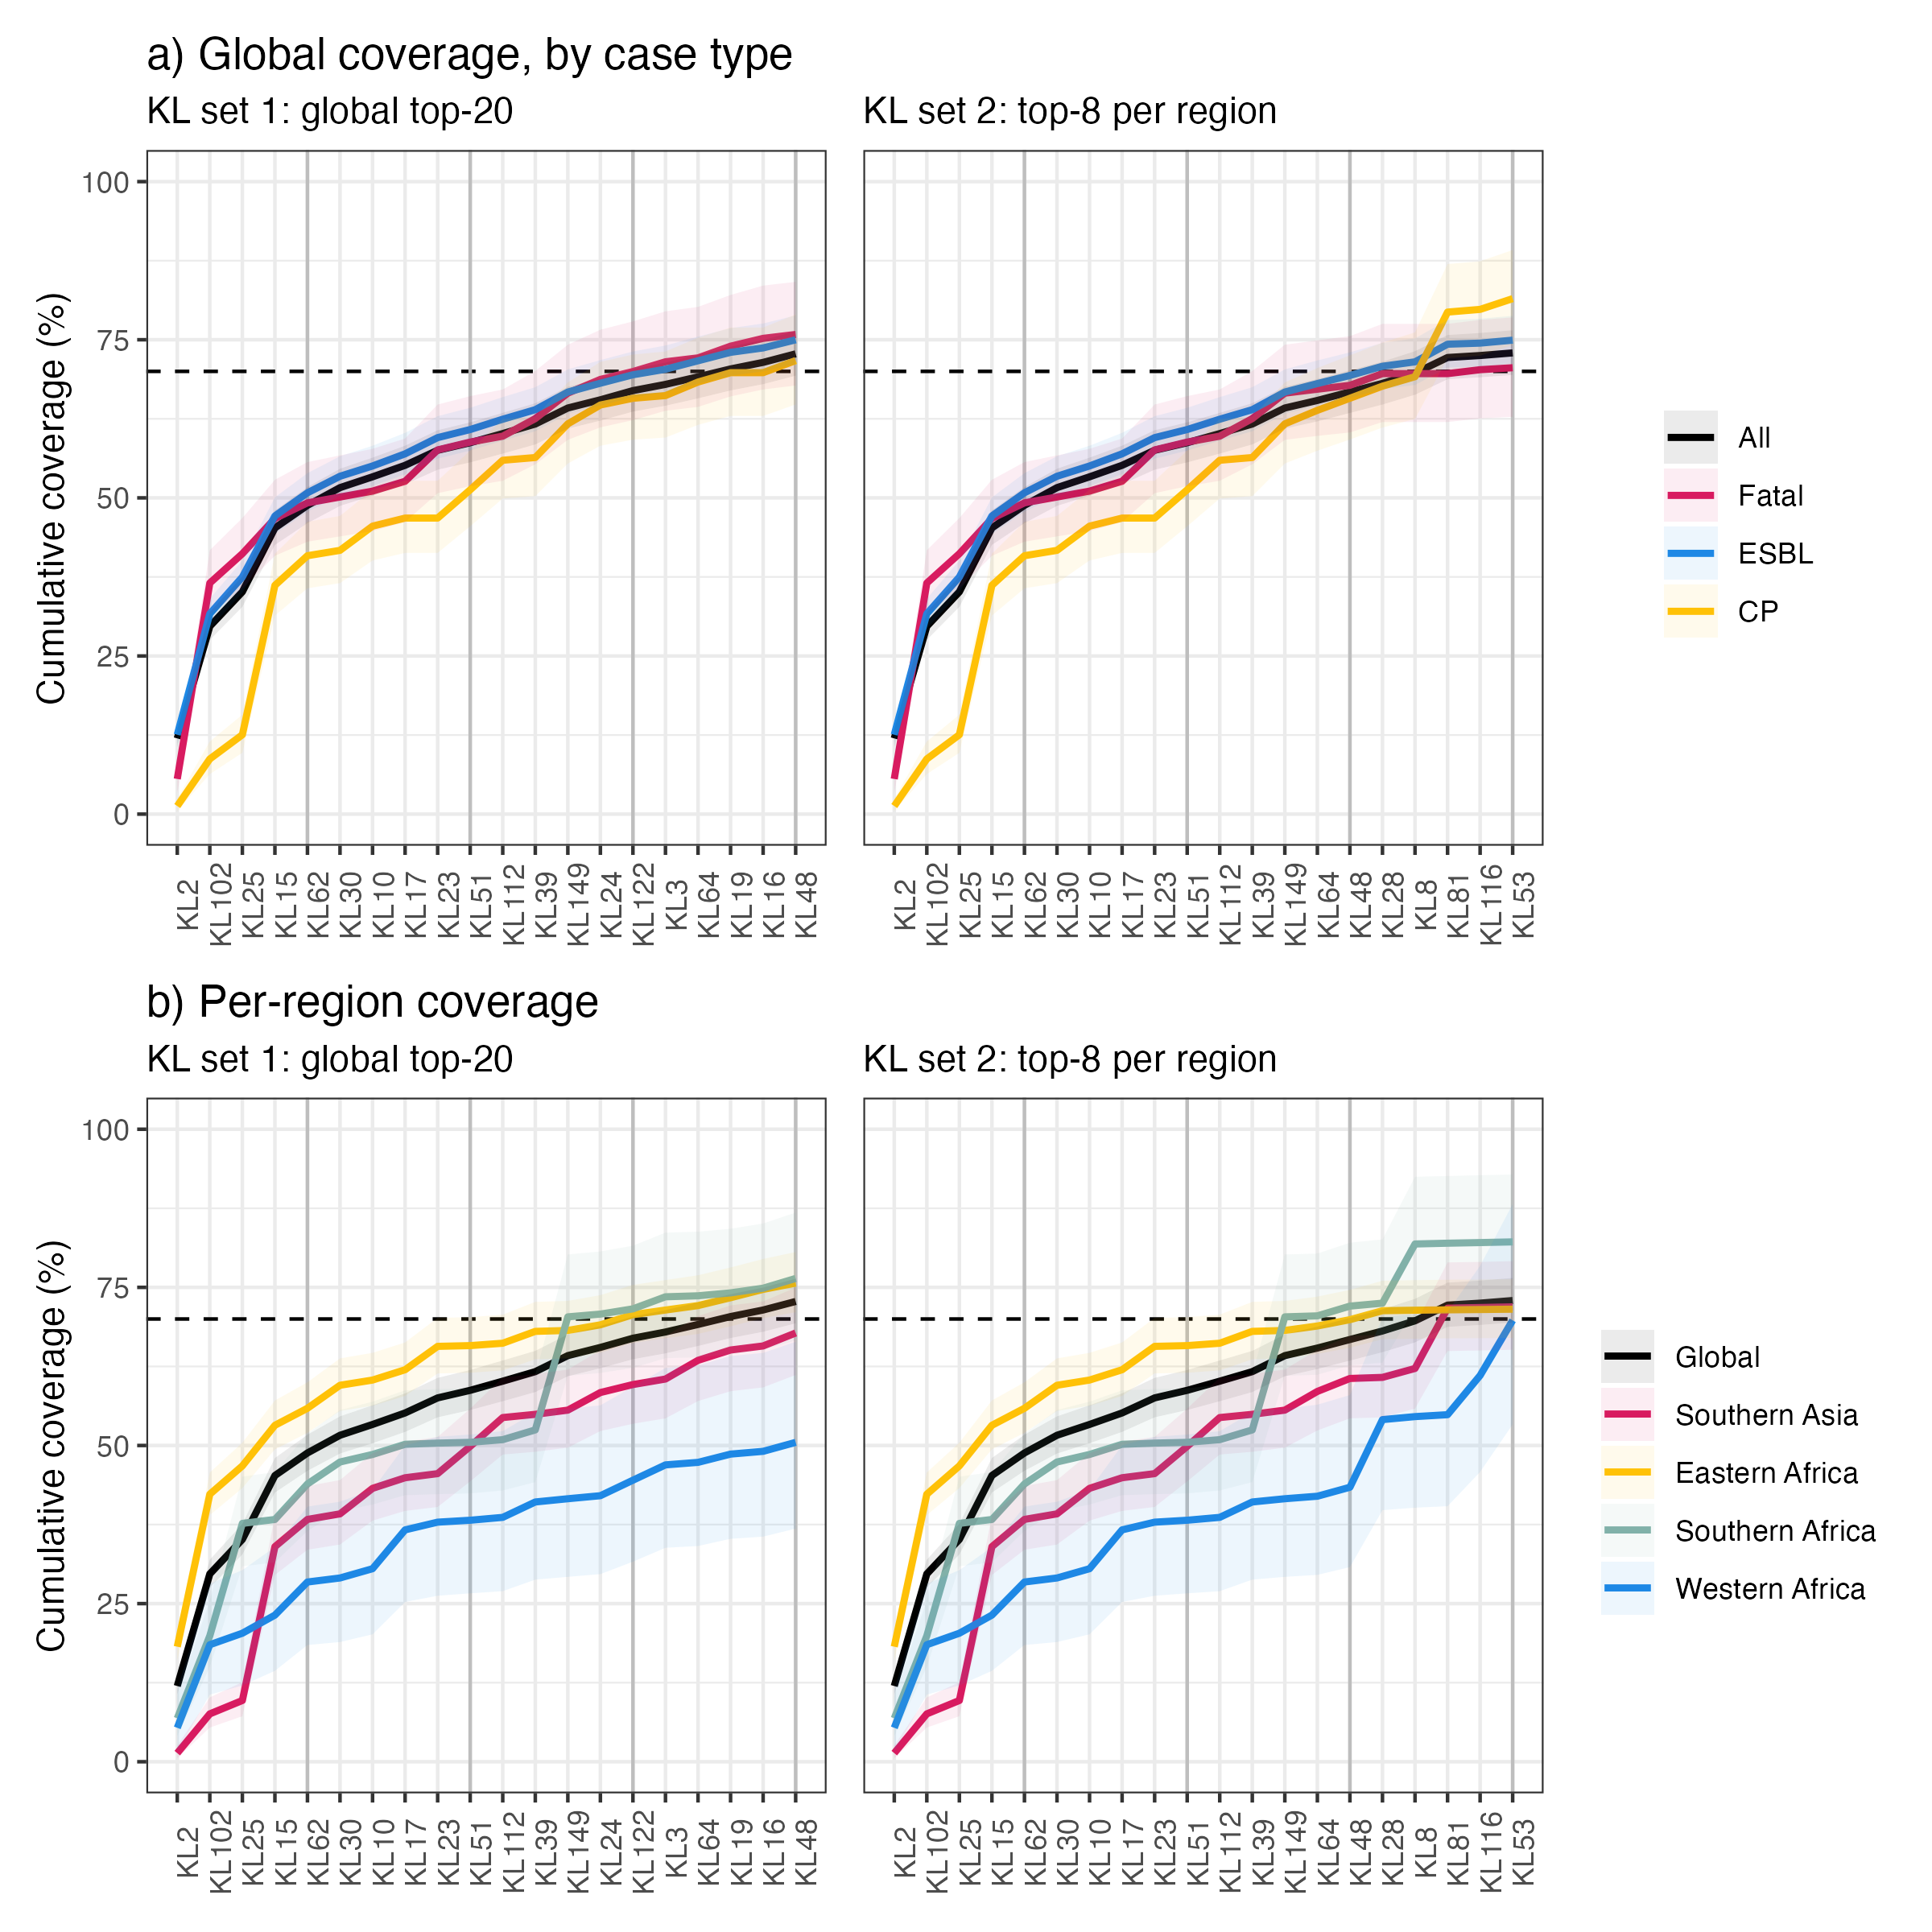 a) Global coverage, by case type
KL set 1: global top-20
KL set 2: top-8 per region
Cumulative coverage (%)
100
75
50
25
0
KL2
KL102
KL25
KL15
KL62
KL30
KL10
KL17
KL23
KL51
KL112
KL39
KL149
KL24
KL122
KL3
KL64
KL19
KL16
KL48
KL2
KL102
KL25
KL15
KL62
KL30
KL10
KL17
KL23
KL51
KL112
KL39
KL149
KL64
KL48
KL28
KL8
KL81
KL116
KL53
All
Fatal
ESBL
CP
b) Per-region coverage
KL set 1: global top-20
KL set 2: top-8 per region
Cumulative coverage (%)
100
75
50
25
0
KL2
KL102
KL25
KL15
KL62
KL30
KL10
KL17
KL23
KL51
KL112
KL39
KL149
KL24
KL122
KL3
KL64
KL19
KL16
KL48
KL2
KL102
KL25
KL15
KL62
KL30
KL10
KL17
KL23
KL51
KL112
KL39
KL149
KL64
KL48
KL28
KL8
KL81
KL116
KL53
Global
Southern Asia
Eastern Africa
Southern Africa
Western Africa